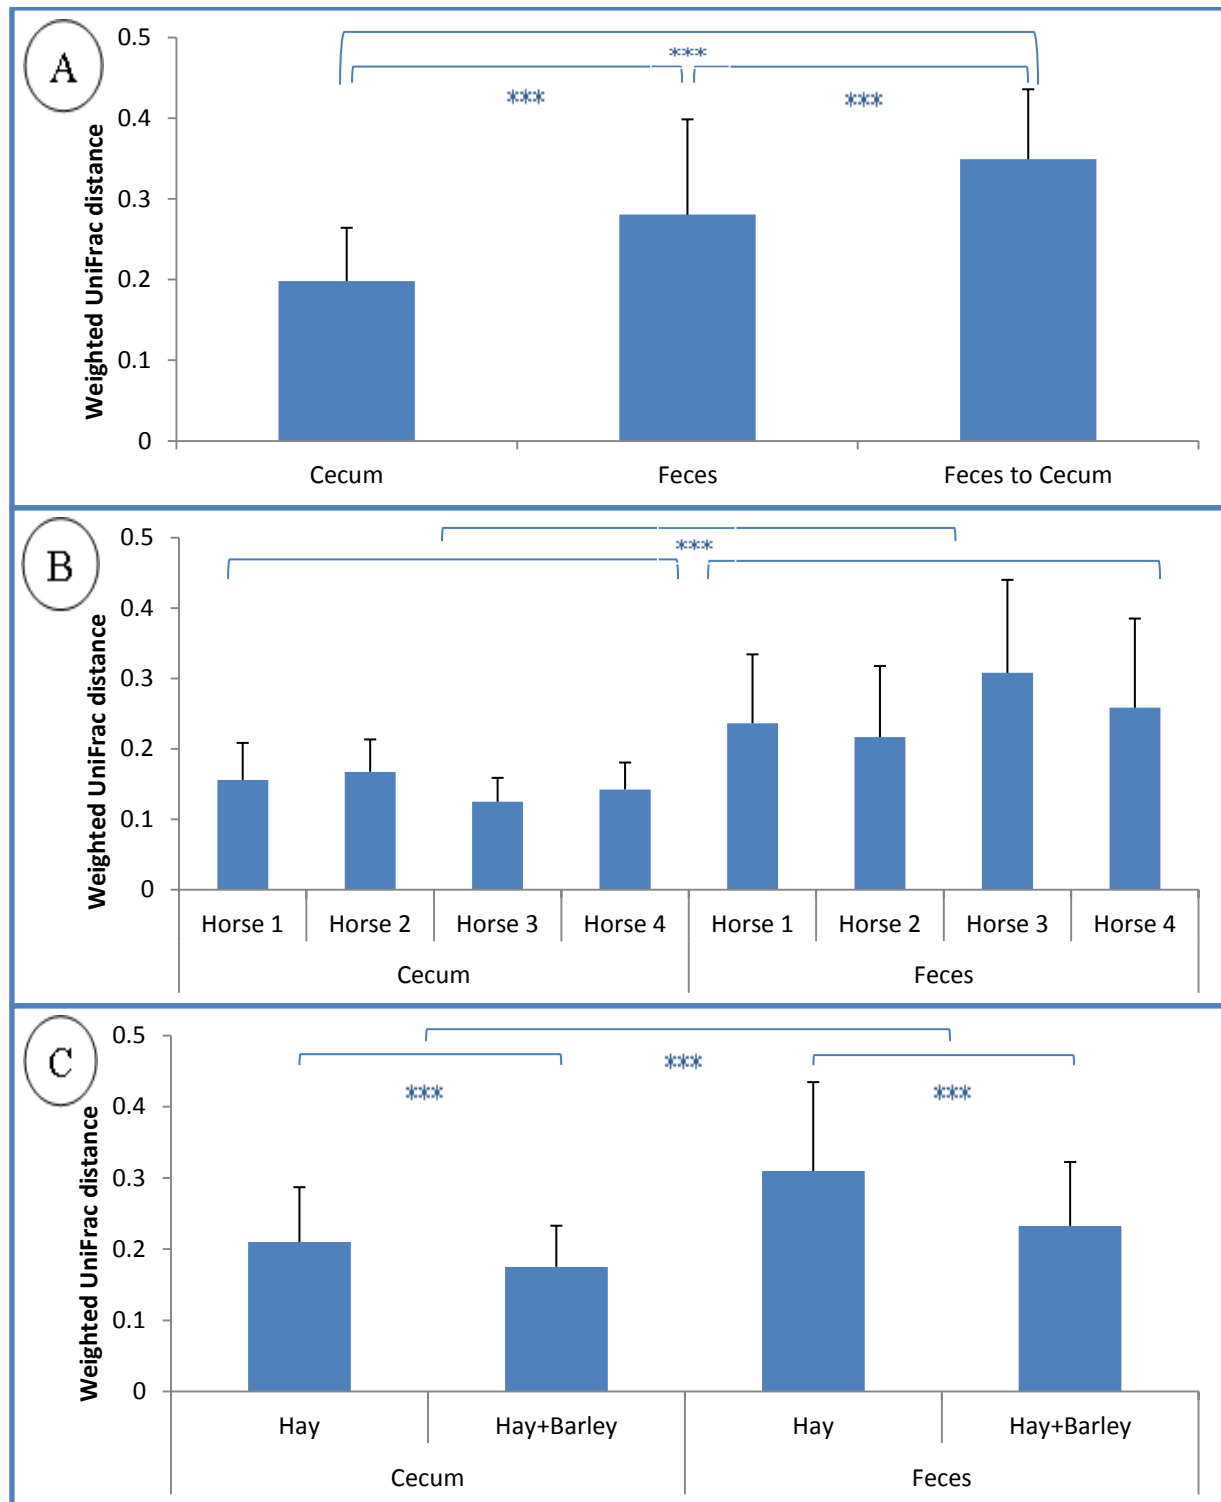 A
Weighted UniFrac distance
0.5
0.4
0.3
0.2
0.1
0
***
***
***
Cecum Feces Feces to Cecum
B
Weighted UniFrac distance
0.5
0.4
0.3
0.2
0.1
0
***
Horse 1 Horse 2 Horse 3 Horse 4 Horse 1 Horse 2 Horse 3 Horse 4
Cecum Feces
C
Weighted UniFrac distance
0.5
0.4
0.3
0.2
0.1
0
***
***
***
Hay Hay+Barley Hay Hay+Barley
Cecum Feces